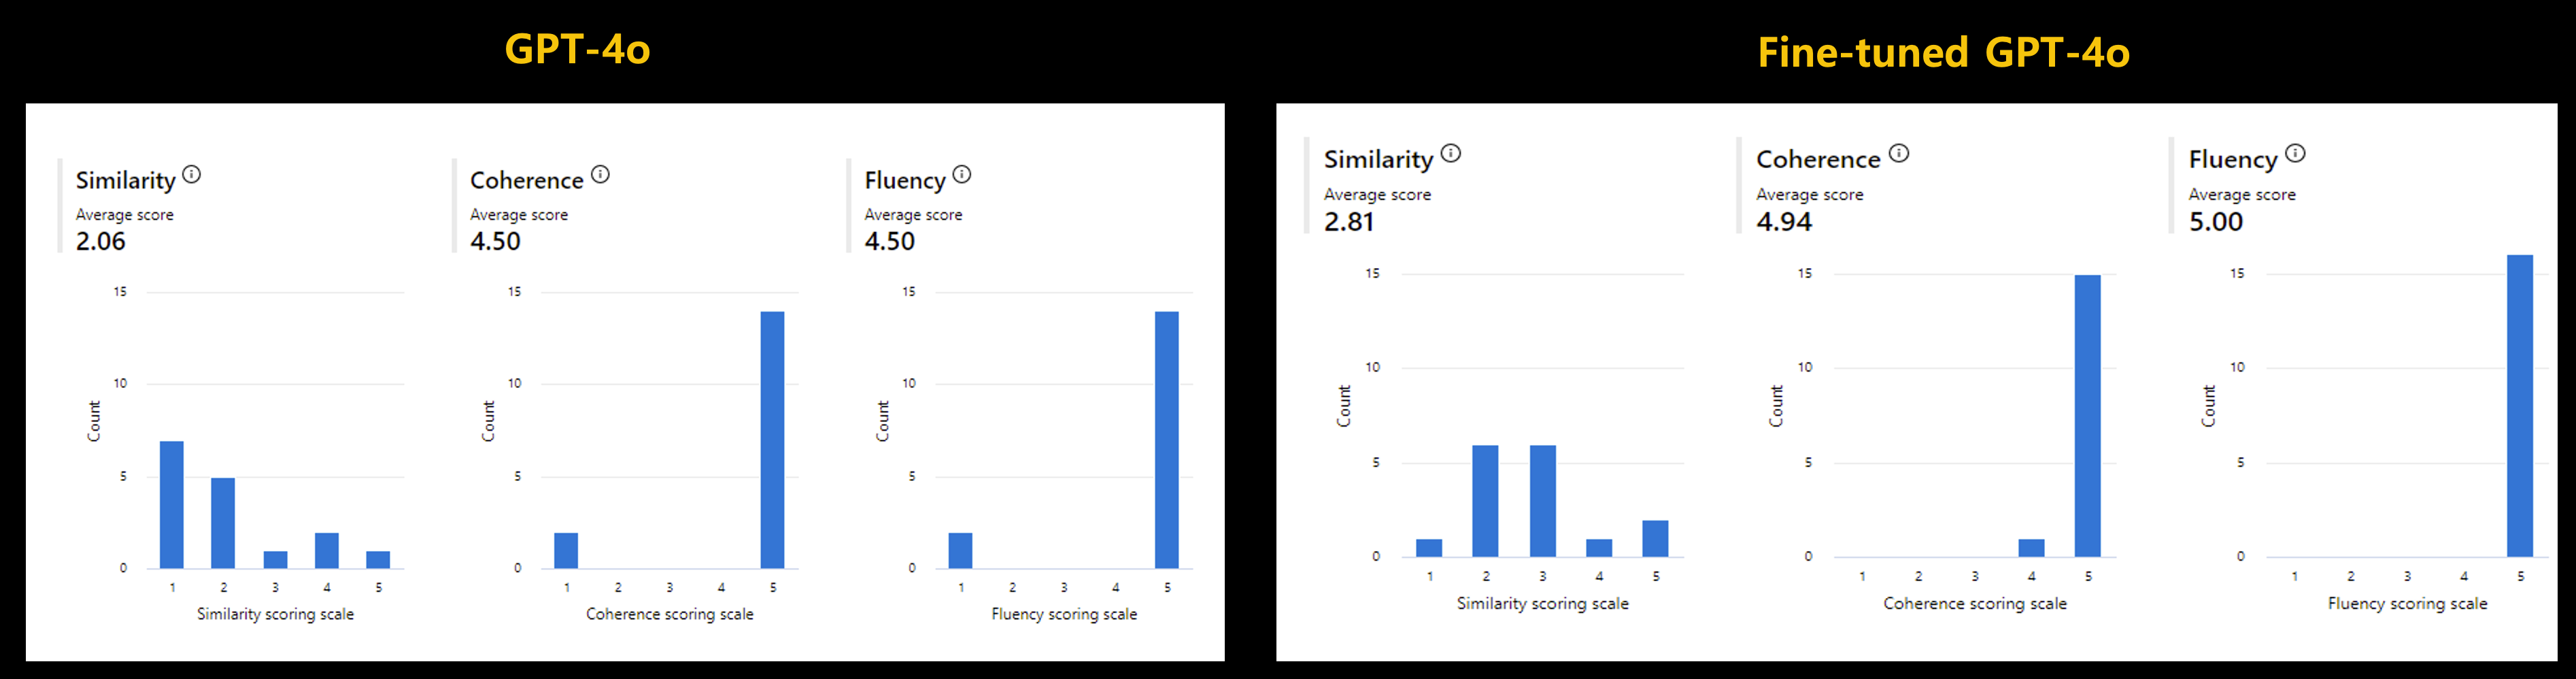 GPT-4o
Similarity
Average score
2.06
15
10
5
0
Count
1 2 3 4 5
Similarity scoring scale
Coherence
Average score
4.50
15
10
5
0
Count
1 2 3 4 5
Coherence scoring scale
Fluency
Average score
4.50
15
10
5
0
Count
1 2 3 4 5
Fluency scoring scale
Fine-tuned GPT-4o
Similarity
Average score
2.81
15
10
5
0
Count
1 2 3 4 5
Similarity scoring scale
Coherence
Average score
4.94
15
10
5
0
Count
1 2 3 4 5
Coherence scoring scale
Fluency
Average score
5.00
15
10
5
0
Count
1 2 3 4 5
Fluency scoring scale